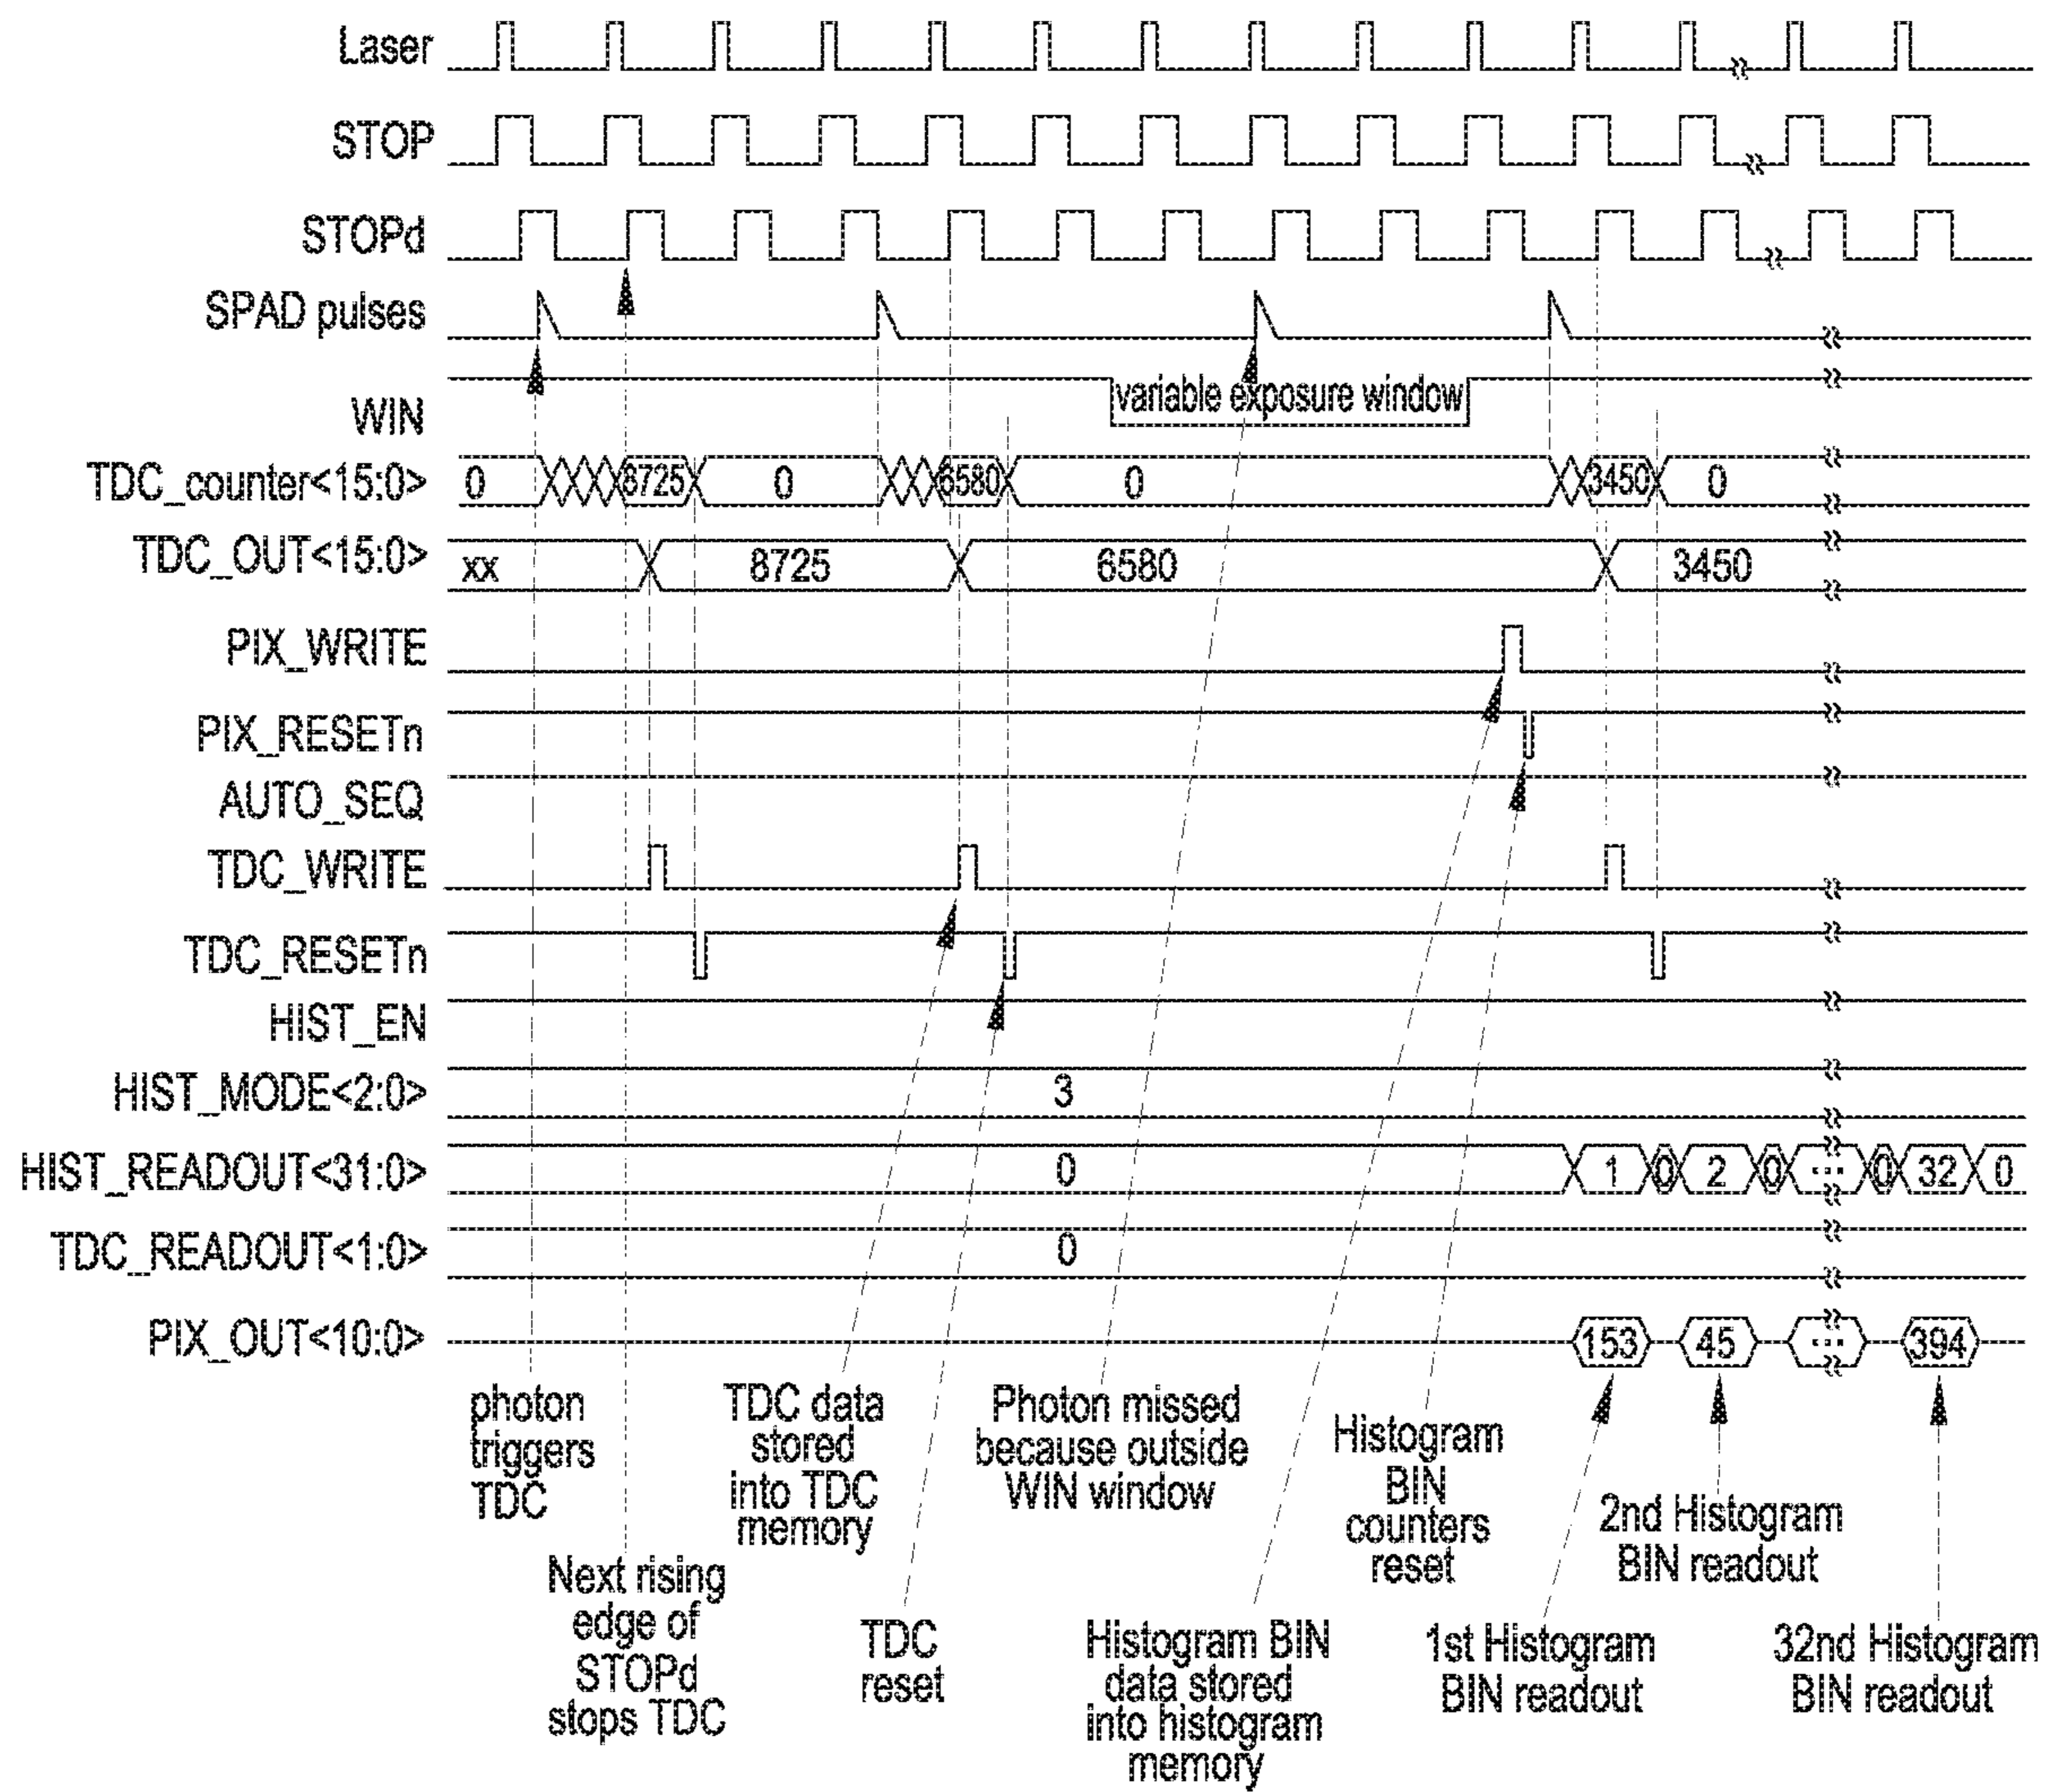 Laser
STOP
STOPd
SPAD pulses
WIN
variable exposure window
TDC_counter<15:0> 0 8725 0 6580 0 3450 0
TDC_OUT<15:0> xx 8725 6580 3450
PIX_WRITE
PIX_RESETn
AUTO_SEQ
TDC_WRITE
TDC_RESETn
HIST_EN
HIST_MODE<2:0> 3
HIST_READOUT<31:0> 0 1 0 2 0 ... 0 32 0
TDC_READOUT<1:0> 0
PIX_OUT<10:0> 153 45 ... 394
photon
triggers
TDC
Next rising
edge of
STOPd
stops TDC
TDC data
stored
into TDC
memory
TDC
reset
Photon missed
because outside
WIN window
Histogram BIN
data stored
into histogram
memory
Histogram
BIN
counters
reset
1st Histogram
BIN readout
2nd Histogram
BIN readout
32nd Histogram
BIN readout